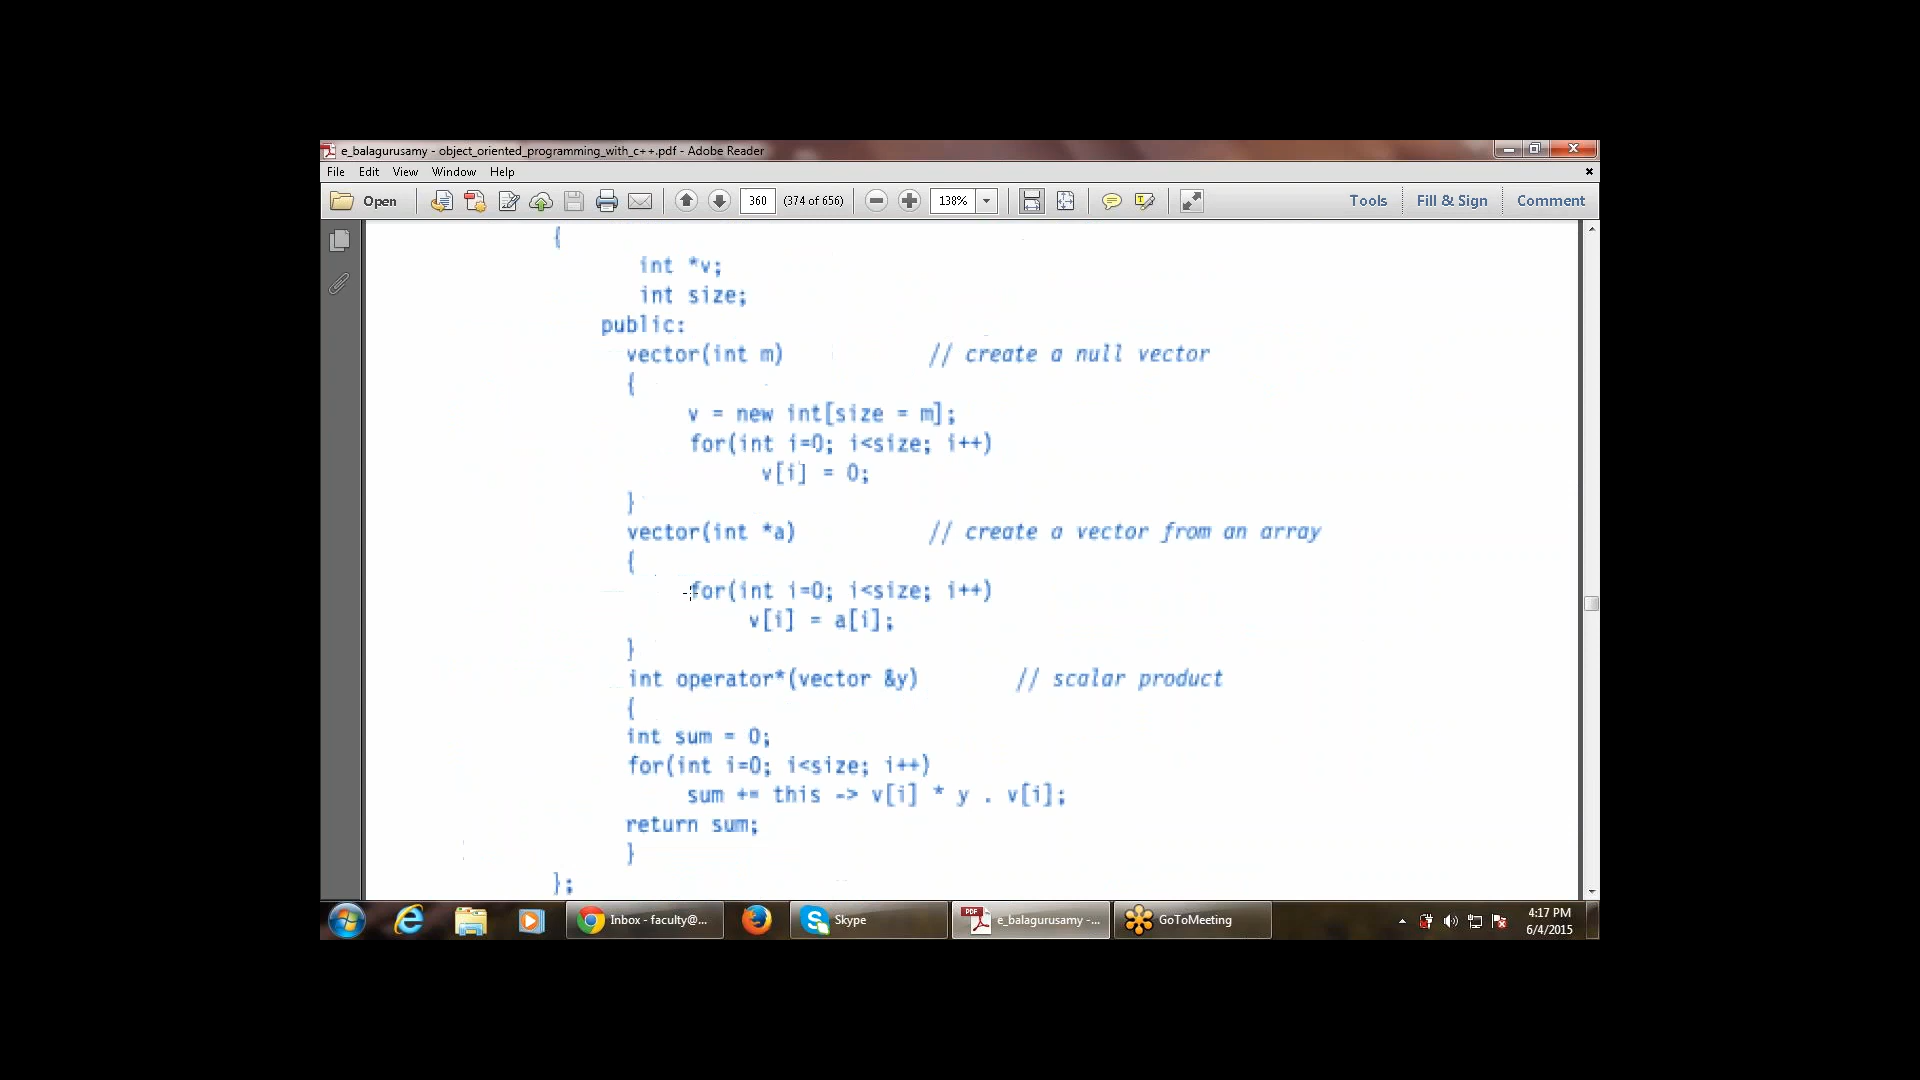 e_balagurusamy - object_oriented_programming_with_c++.pdf - Adobe Reader
File Edit View Window Help
Open 360 (374 of 656) 138% Tools Fill & Sign Comment
{
int *v;
int size;
public:
vector(int m) // create a null vector
{
v = new int[size = m];
for(int i=0; i<size; i++)
v[i] = 0;
}
vector(int *a) // create a vector from an array
{
for(int i=0; i<size; i++)
v[i] = a[i];
}
int operator*(vector &y) // scalar product
{
int sum = 0;
for(int i=0; i<size; i++)
sum += this -> v[i] * y . v[i];
return sum;
}
};
Inbox - faculty@... Skype PDF e_balagurusamy -... GoToMeeting 4:17 PM
6/4/2015